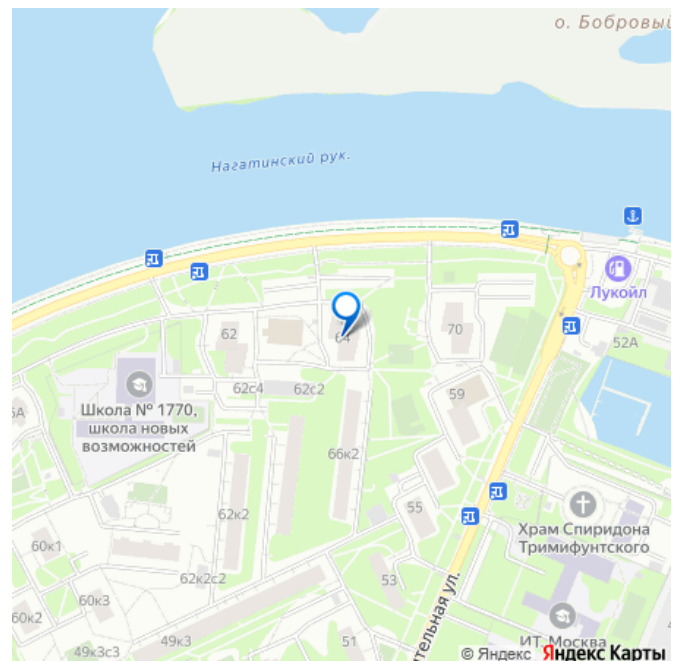 о. Бобровый
Нагатинский рук.
Лукойл
62
64
70
52А
62с4
62с2
59
Школа № 1770,
школа новых
возможностей
66к2
55
62к2
Храм Спиридона
Тримифунтского
60к1
62к2с2
53
60к3
60к2
тельная ул.
51
49к3
49к3с3
ИТ Москва
© Яндекс Яндекс Карты